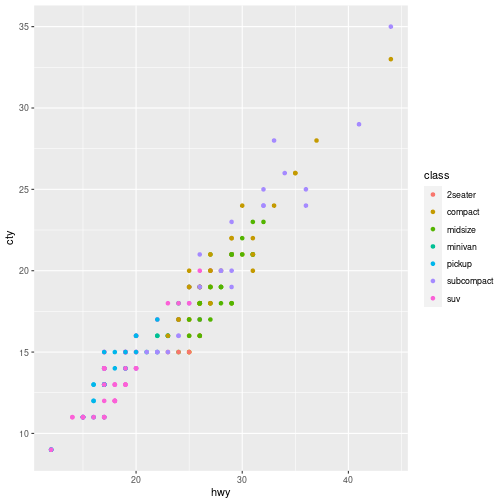 35
30
25
20
15
10
cty
20
30
40
hwy
class
2seater
compact
midsize
minivan
pickup
subcompact
suv